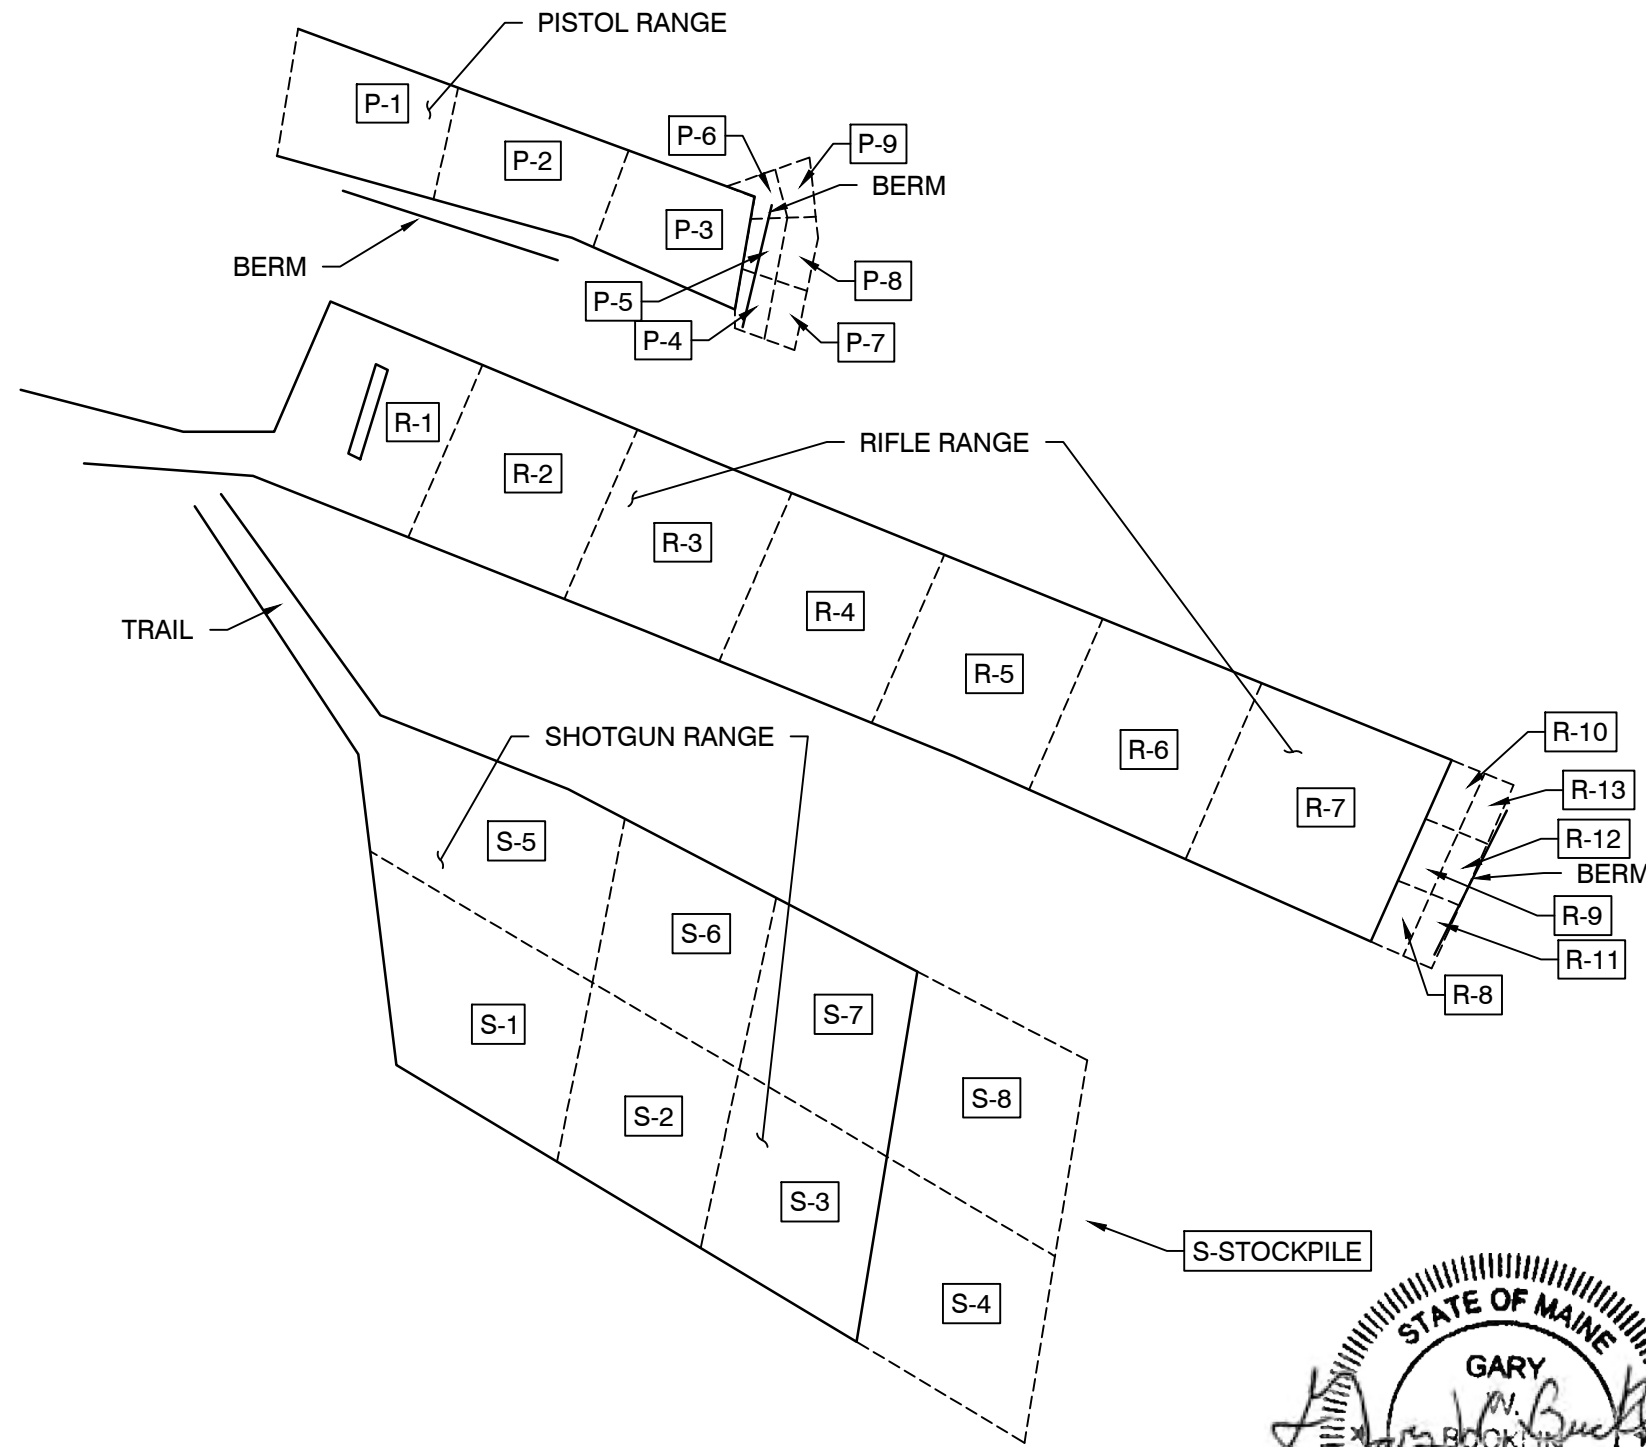 PISTOL RANGE
P-1
P-6
P-9
P-2
BERM
P-3
BERM
P-8
P-5
P-4
P-7
R-1
RIFLE RANGE
R-2
R-3
R-4
TRAIL
R-5
R-10
SHOTGUN RANGE
R-6
R-13
R-7
R-12
S-5
BERM
R-9
S-6
R-11
R-8
S-7
S-1
S-8
S-2
S-3
S-STOCKPILE
S-4
STATE OF MAINE
GARY
W.